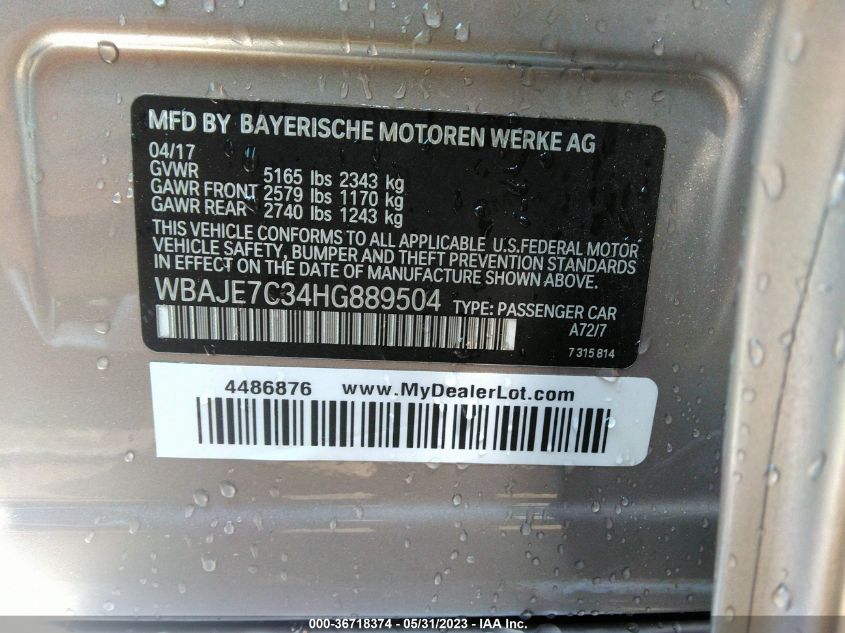 MFD BY BAYERISCHE MOTOREN WERKE AG
04/17
GVWR 5165 lbs 2343 kg
GAWR FRONT 2579 lbs 1170 kg
GAWR REAR 2740 lbs 1243 kg
THIS VEHICLE CONFORMS TO ALL APPLICABLE U.S.FEDERAL MOTOR
VEHICLE SAFETY, BUMPER AND THEFT PREVENTION STANDARDS
IN EFFECT ON THE DATE OF MANUFACTURE SHOWN ABOVE.
WBAJE7C34HG889504 TYPE: PASSENGER CAR
A72/7
7 315 814
4486876 www.MyDealerLot.com
000-36718374 - 05/31/2023 - IAA Inc.